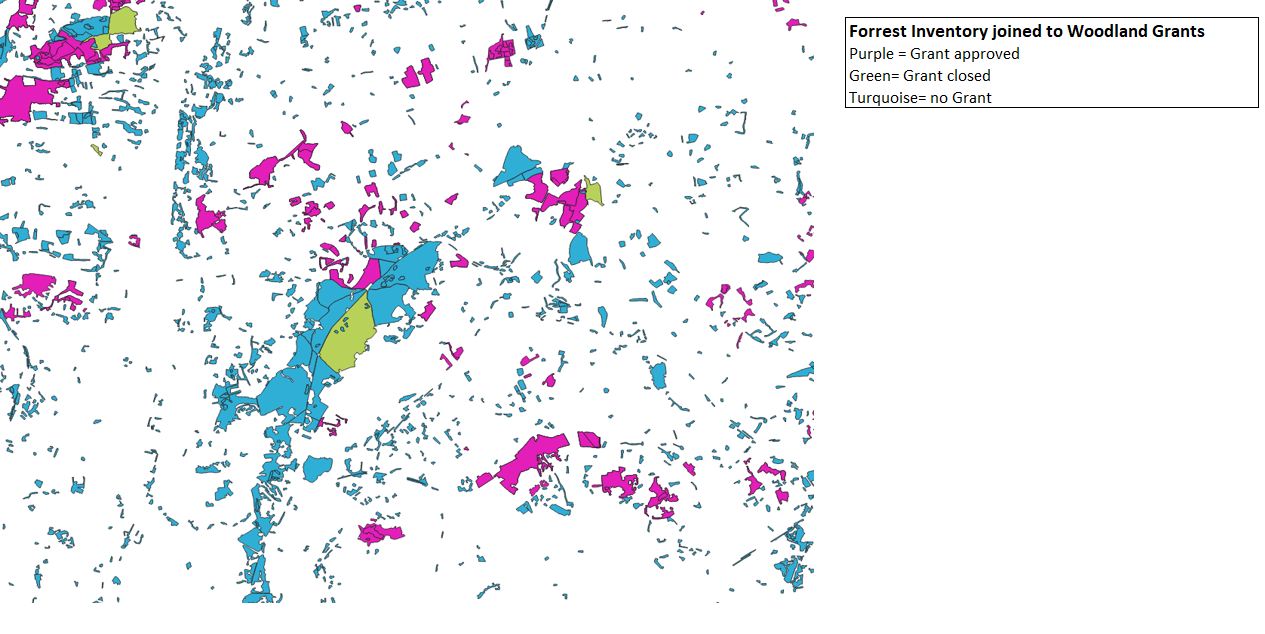 Forrest Inventory joined to Woodland Grants
Purple = Grant approved
Green= Grant closed
Turquoise= no Grant